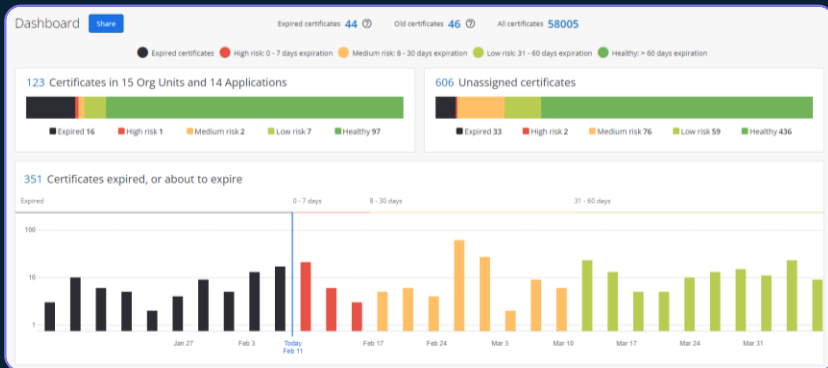 Dashboard Share Expired certificates 44 Old certificates 46 All certificates 58005
Expired certificates High risk: 0 - 7 days expiration Medium risk: 8 - 30 days expiration Low risk: 31 - 60 days expiration Healthy: > 60 days expiration
123 Certificates in 15 Org Units and 14 Applications
Expired 16 High risk 1 Medium risk 2 Low risk 7 Healthy 97
606 Unassigned certificates
Expired 33 High risk 2 Medium risk 76 Low risk 59 Healthy 436
351 Certificates expired, or about to expire
Expired 0 - 7 days 8 - 30 days 31 - 60 days
100
10
1
Jan 27 Feb 3 Today Feb 17 Feb 24 Mar 3 Mar 10 Mar 17 Mar 24 Mar 31
Feb 11